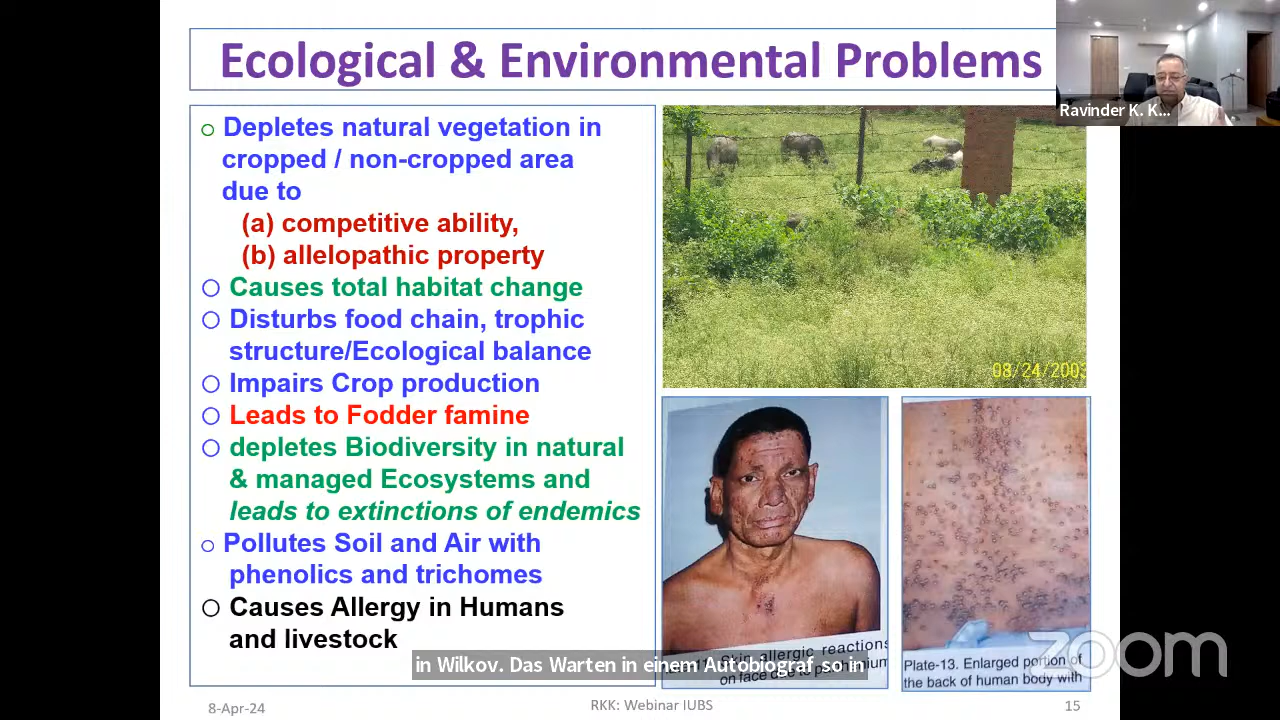 Ecological & Environmental Problems
Ravinder K. K...
Depletes natural vegetation in
cropped / non-cropped area
due to
(a) competitive ability,
(b) allelopathic property
Causes total habitat change
Disturbs food chain, trophic
structure/Ecological balance
Impairs Crop production
Leads to Fodder famine
depletes Biodiversity in natural
& managed Ecosystems and
leads to extinctions of endemics
Pollutes Soil and Air with
phenolics and trichomes
Causes Allergy in Humans
and livestock
08/24/200
Skin allergic reactions
on face due to
Plate-13. Enlarged portion of
the back of human body with
in Wilkov. Das Warten in einem Autobiograf, so in
zoom
8-Apr-24
RKK: Webinar IUBS
15